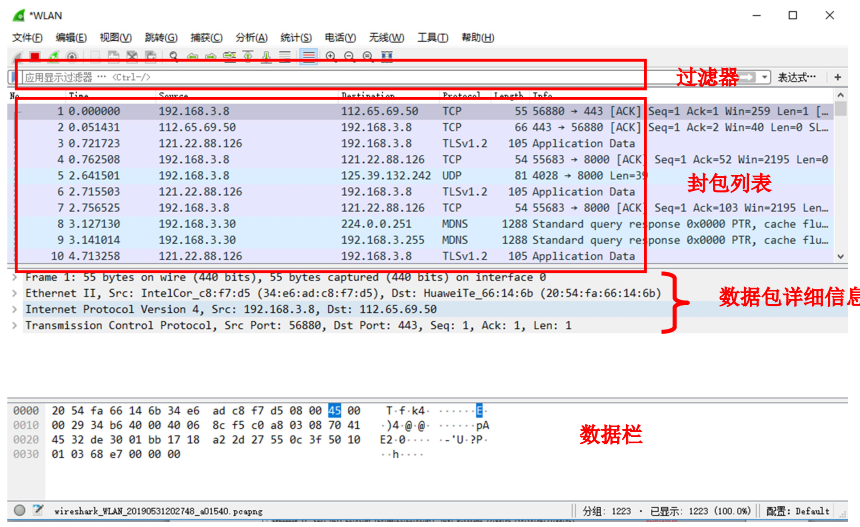 *WLAN
文件(F) 编辑(E) 视图(V) 跳转(G) 捕获(C) 分析(A) 统计(S) 电话(Y) 无线(W) 工具(T) 帮助(H)
应用显示过滤器 … <Ctrl-/> 过滤器 表达式… +
No. Time Source Destination Protocol Length Info
1 0.000000 192.168.3.8 112.65.69.50 TCP 55 56880 → 443 [ACK] Seq=1 Ack=1 Win=259 Len=1 […
2 0.051431 112.65.69.50 192.168.3.8 TCP 66 443 → 56880 [ACK] Seq=1 Ack=2 Win=40 Len=0 SL…
3 0.721723 121.22.88.126 192.168.3.8 TLSv1.2 105 Application Data
4 0.762508 192.168.3.8 121.22.88.126 TCP 54 55683 → 8000 [ACK] Seq=1 Ack=52 Win=2195 Len=0
5 2.641501 192.168.3.8 125.39.132.242 UDP 81 4028 → 8000 Len=39
封包列表
6 2.715503 121.22.88.126 192.168.3.8 TLSv1.2 105 Application Data
7 2.756525 192.168.3.8 121.22.88.126 TCP 54 55683 → 8000 [ACK] Seq=1 Ack=103 Win=2195 Len…
8 3.127130 192.168.3.30 224.0.0.251 MDNS 1288 Standard query response 0x0000 PTR, cache flu…
9 3.141014 192.168.3.30 192.168.3.255 MDNS 1288 Standard query response 0x0000 PTR, cache flu…
10 4.713258 121.22.88.126 192.168.3.8 TLSv1.2 105 Application Data
Frame 1: 55 bytes on wire (440 bits), 55 bytes captured (440 bits) on interface 0
Ethernet II, Src: IntelCor_c8:f7:d5 (34:e6:ad:c8:f7:d5), Dst: HuaweiTe_66:14:6b (20:54:fa:66:14:6b)
数据包详细信息
Internet Protocol Version 4, Src: 192.168.3.8, Dst: 112.65.69.50
Transmission Control Protocol, Src Port: 56880, Dst Port: 443, Seq: 1, Ack: 1, Len: 1
0000 20 54 fa 66 14 6b 34 e6 ad c8 f7 d5 08 00 45 00 T·f·k4· ······E·
0010 00 29 34 b6 40 00 40 06 8c f5 c0 a8 03 08 70 41 ·)4·@·@· ······pA
0020 45 32 de 30 01 bb 17 18 a2 2d 27 55 0c 3f 50 10 E2·0···· ·-'U·?P·
0030 01 03 68 e7 00 00 00 ··h····
数据栏
wireshark_WLAN_20190531202748_a01540.pcapng 分组: 1223 · 已显示: 1223 (100.0%) 配置: Default